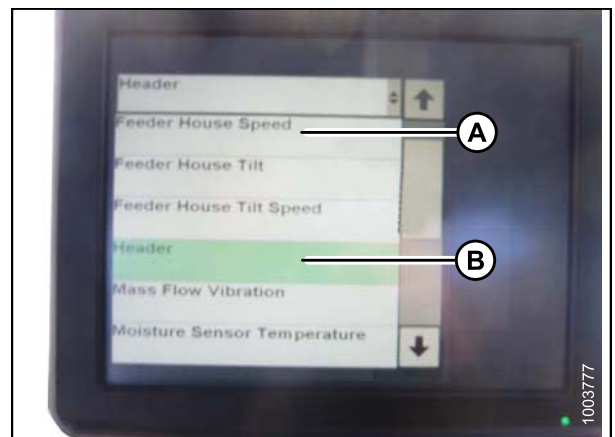 Header
Feeder House Speed
A
Feeder House Tilt
Feeder House Tilt Speed
Header
B
Mass Flow Vibration
Moisture Sensor Temperature
1003777